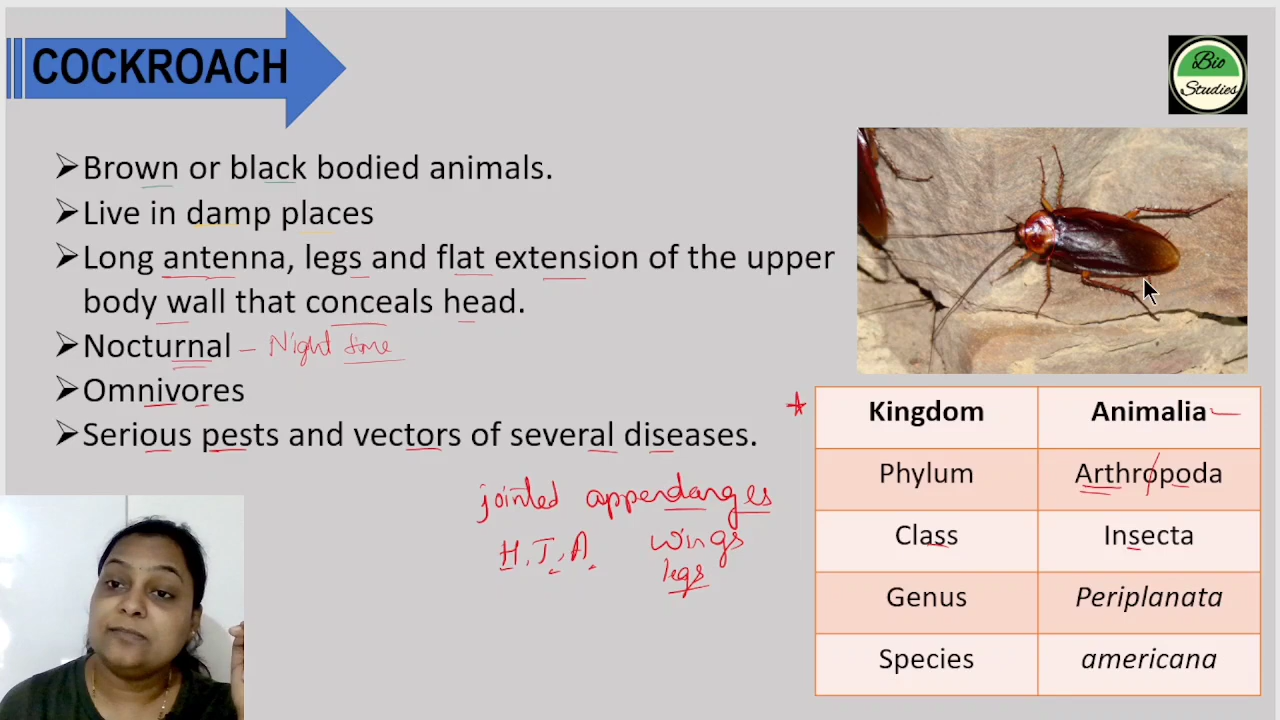 COCKROACH
Bio
Studies
➢Brown or black bodied animals.
➢Live in damp places
➢Long antenna, legs and flat extension of the upper
body wall that conceals head.
➢Nocturnal – Night time
➢Omnivores
➢Serious pests and vectors of several diseases.
jointed appendanges
H, T, A wings
legs
Kingdom Animalia
Phylum Arthropoda
Class Insecta
Genus Periplanata
Species americana